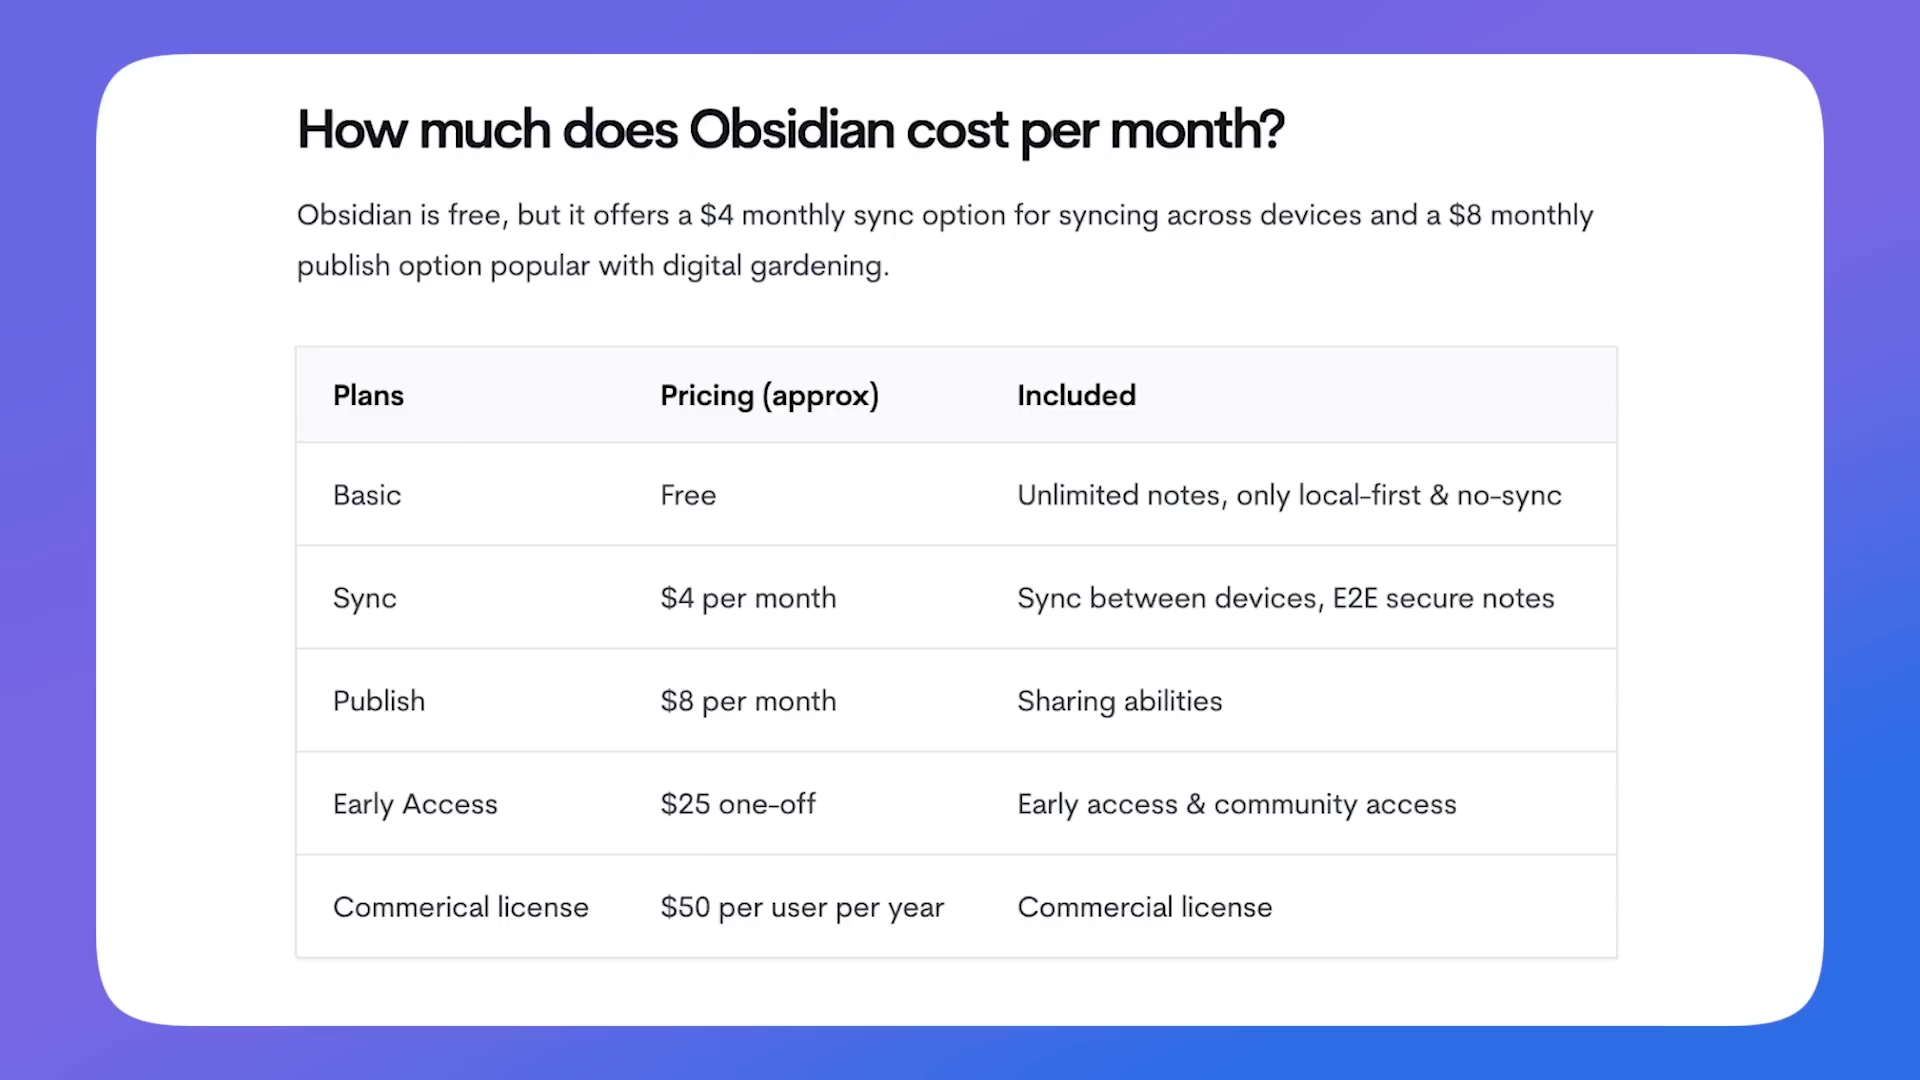 How much does Obsidian cost per month?
Obsidian is free, but it offers a $4 monthly sync option for syncing across devices and a $8 monthly
publish option popular with digital gardening.
Plans Pricing (approx) Included
Basic Free Unlimited notes, only local-first & no-sync
Sync $4 per month Sync between devices, E2E secure notes
Publish $8 per month Sharing abilities
Early Access $25 one-off Early access & community access
Commerical license $50 per user per year Commercial license